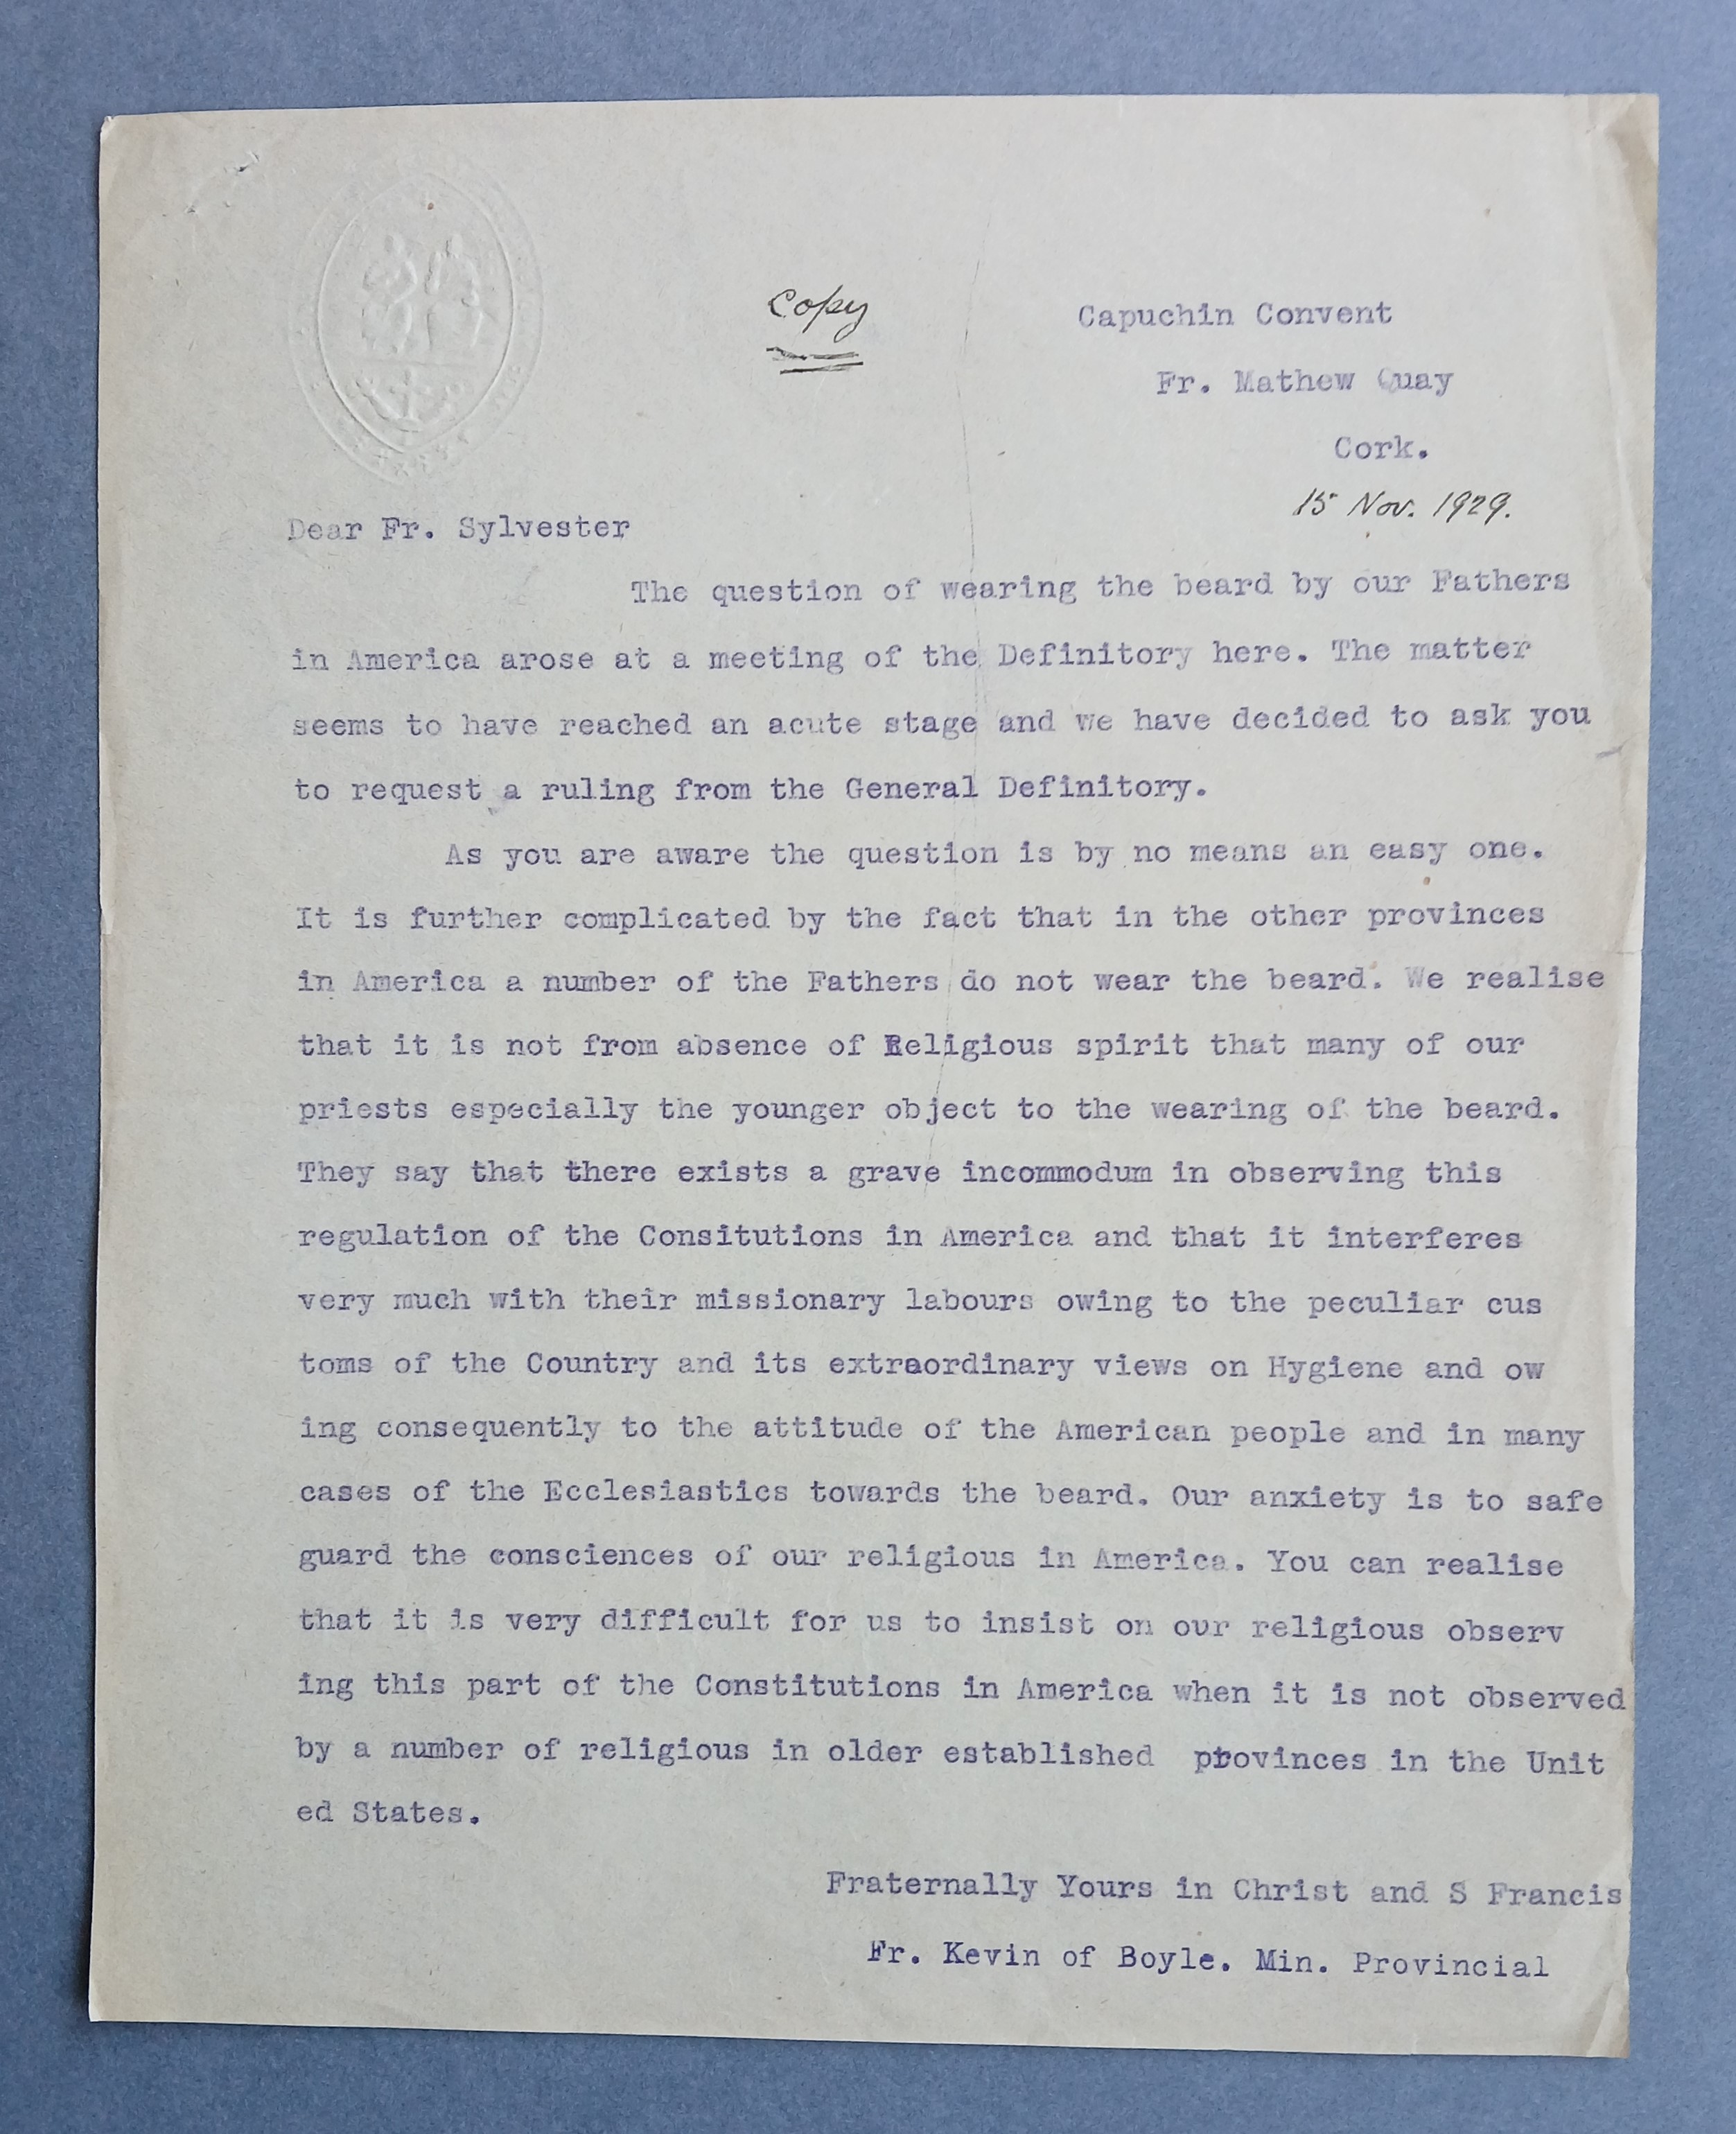 Copy
Capuchin Convent
Fr. Mathew Quay
Cork.
15 Nov. 1929.
Dear Fr. Sylvester
The question of wearing the beard by our Fathers
in America arose at a meeting of the Definitory here. The matter
seems to have reached an acute stage and we have decided to ask you
to request a ruling from the General Definitory.
As you are aware the question is by no means an easy one.
It is further complicated by the fact that in the other provinces
in America a number of the Fathers do not wear the beard. We realise
that it is not from absence of Religious spirit that many of our
priests especially the younger object to the wearing of the beard.
They say that there exists a grave incommodum in observing this
regulation of the Consitutions in America and that it interferes
very much with their missionary labours owing to the peculiar cus
toms of the Country and its extraordinary views on Hygiene and ow
ing consequently to the attitude of the American people and in many
cases of the Ecclesiastics towards the beard. Our anxiety is to safe
guard the consciences of our religious in America. You can realise
that it is very difficult for us to insist on our religious observ
ing this part of the Constitutions in America when it is not observed
by a number of religious in older established provinces in the Unit
ed States.
Fraternally Yours in Christ and S Francis
Fr. Kevin of Boyle. Min. Provincial